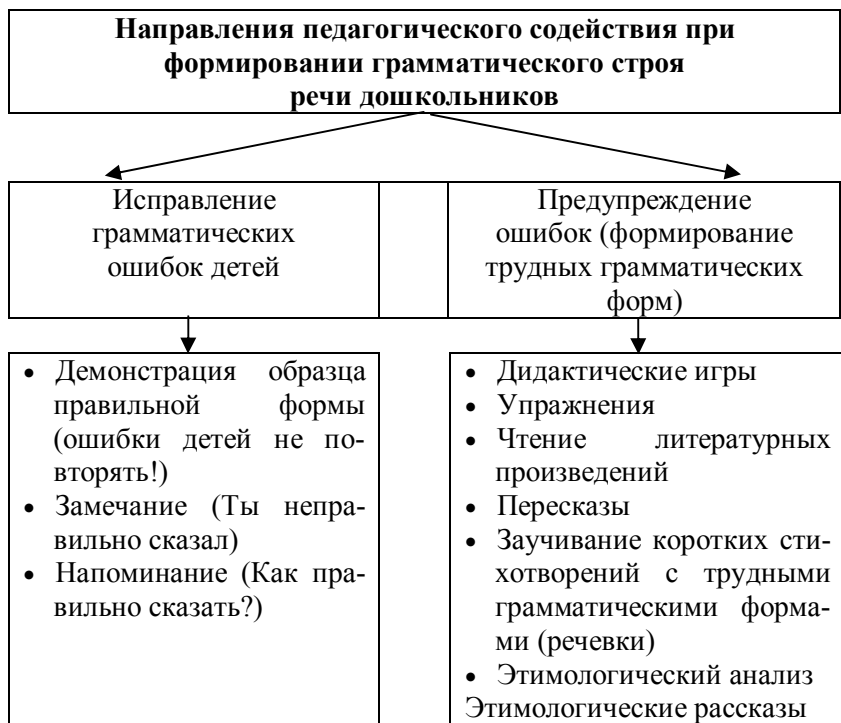 Направления педагогического содействия при
формировании грамматического строя
речи дошкольников
Исправление
грамматических
ошибок детей
Предупреждение
ошибок (формирование
трудных грамматических
форм)
• Демонстрация образца
правильной формы
(ошибки детей не по-
вторять!)
• Замечание (Ты непра-
вильно сказал)
• Напоминание (Как пра-
вильно сказать?)
• Дидактические игры
• Упражнения
• Чтение литературных
произведений
• Пересказы
• Заучивание коротких сти-
хотворений с трудными
грамматическими форма-
ми (речевки)
• Этимологический анализ
Этимологические рассказы